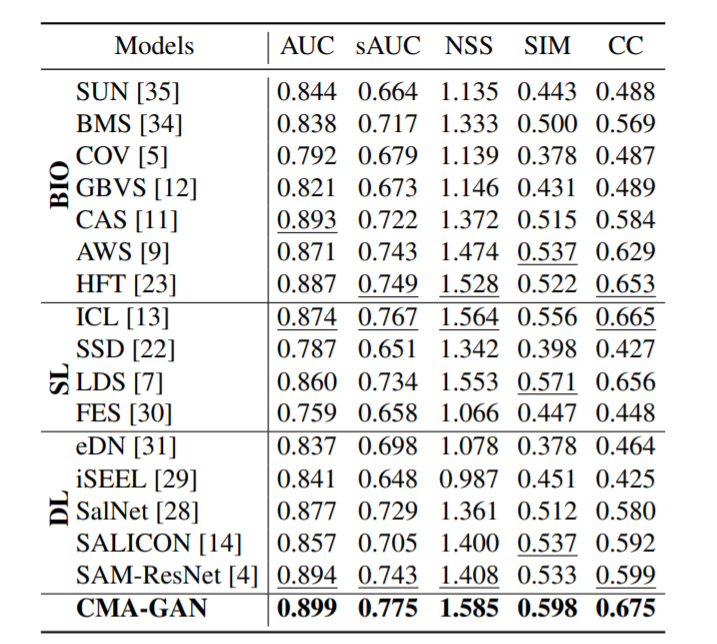 Models AUC sAUC NSS SIM CC
BIO
SUN [35] 0.844 0.664 1.135 0.443 0.488
BMS [34] 0.838 0.717 1.333 0.500 0.569
COV [5] 0.792 0.679 1.139 0.378 0.487
GBVS [12] 0.821 0.673 1.146 0.431 0.489
CAS [11] 0.893 0.722 1.372 0.515 0.584
AWS [9] 0.871 0.743 1.474 0.537 0.629
HFT [23] 0.887 0.749 1.528 0.522 0.653
SL
ICL [13] 0.874 0.767 1.564 0.556 0.665
SSD [22] 0.787 0.651 1.342 0.398 0.427
LDS [7] 0.860 0.734 1.553 0.571 0.656
FES [30] 0.759 0.658 1.066 0.447 0.448
DL
eDN [31] 0.837 0.698 1.078 0.378 0.464
iSEEL [29] 0.841 0.648 0.987 0.451 0.425
SalNet [28] 0.877 0.729 1.361 0.512 0.580
SALICON [14] 0.857 0.705 1.400 0.537 0.592
SAM-ResNet [4] 0.894 0.743 1.408 0.533 0.599
CMA-GAN 0.899 0.775 1.585 0.598 0.675